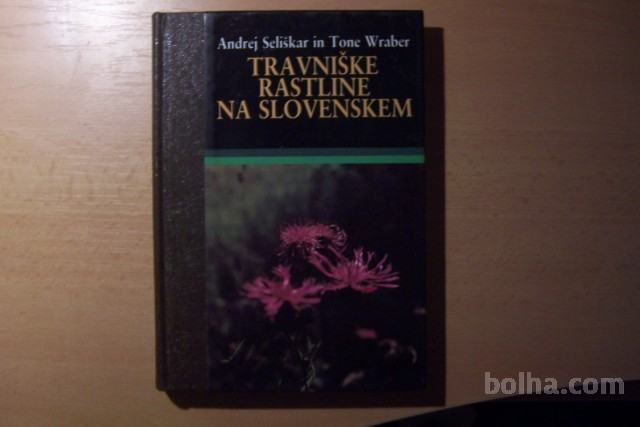 Andrej Seliškar in Tone Wraber
TRAVNIŠKE
RASTLINE
NA SLOVENSKEM
bolha.com